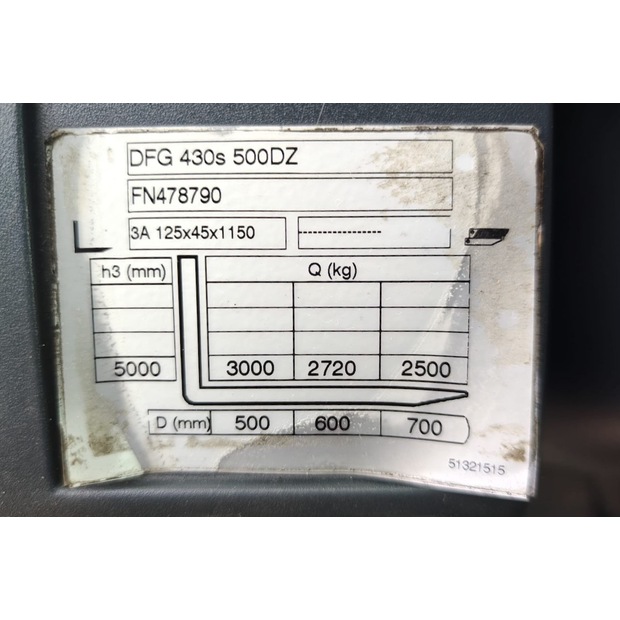 DFG 430s 500DZ
FN478790
3A 125x45x1150 --------------------
h3 (mm) Q (kg)
5000 3000 2720 2500
D (mm) 500 600 700
51321515